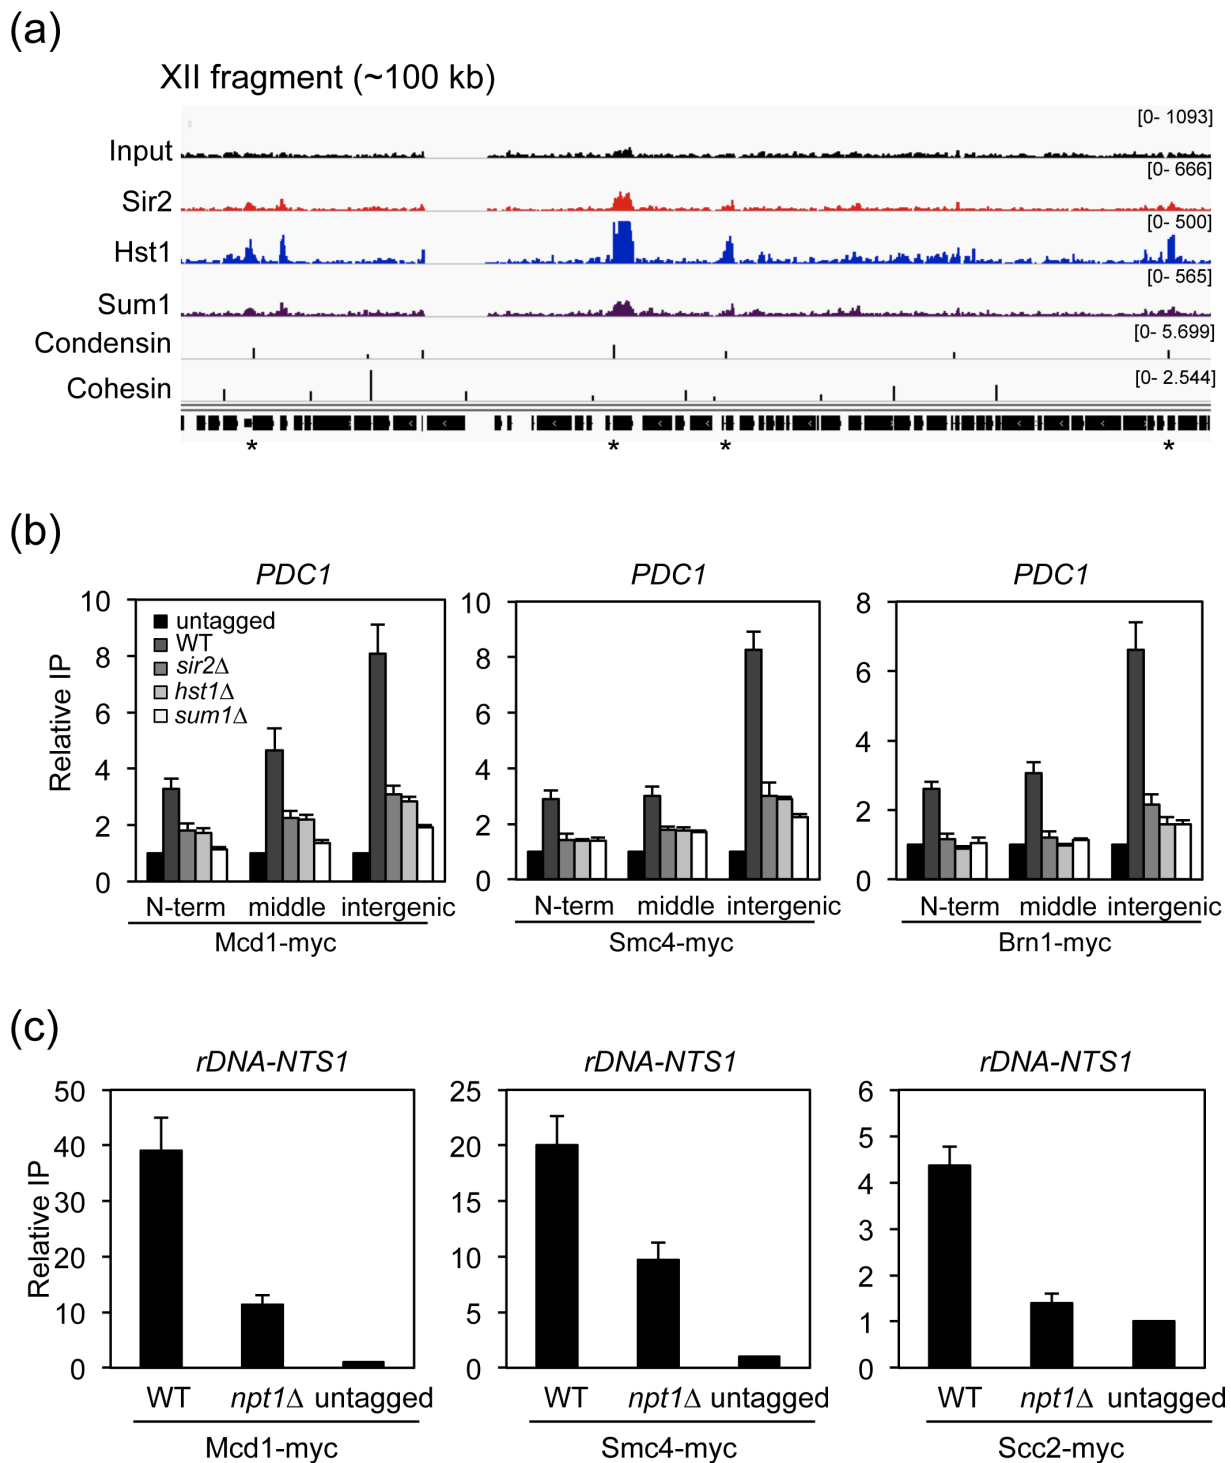 (a)
XII fragment (~100 kb)
[0- 1093]
Input
[0- 666]
Sir2
[0- 500]
Hst1
[0- 565]
Sum1
[0- 5.699]
Condensin
[0- 2.544]
Cohesin
* * * *
(b)
PDC1 PDC1 PDC1
Relative IP
10
8
6
4
2
0
untagged
WT
sir2Δ
hst1Δ
sum1Δ
N-term middle intergenic
Mcd1-myc
10
8
6
4
2
0
N-term middle intergenic
Smc4-myc
8
6
4
2
0
N-term middle intergenic
Brn1-myc
(c)
rDNA-NTS1 rDNA-NTS1 rDNA-NTS1
Relative IP
50
40
30
20
10
0
WT npt1Δ untagged
Mcd1-myc
25
20
15
10
5
0
WT npt1Δ untagged
Smc4-myc
6
5
4
3
2
1
0
WT npt1Δ untagged
Scc2-myc